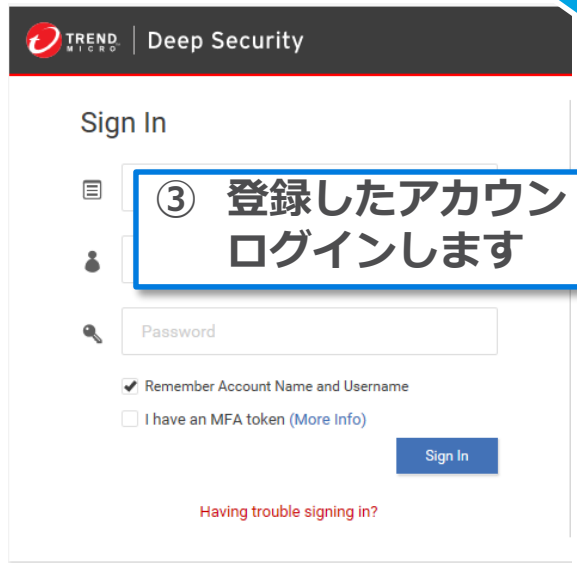 TREND MICRO | Deep Security
Sign In
③ 登録したアカウン
ログインします
Password
Remember Account Name and Username
I have an MFA token (More Info)
Sign In
Having trouble signing in?